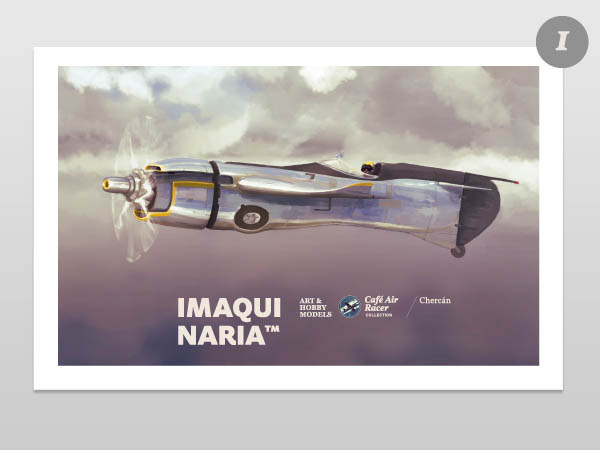 I
IMAQUI
NARIA™
ART &
HOBBY
MODELS
Café Air
Racer
COLLECTION
Chercán